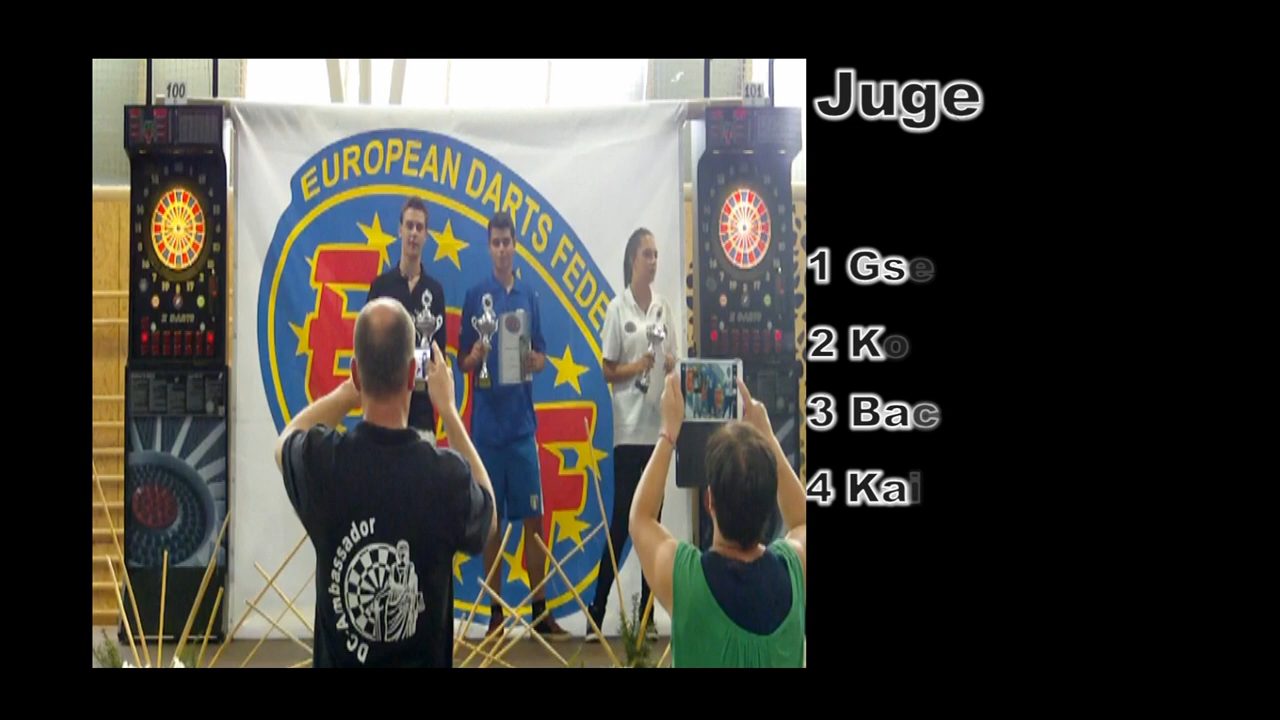 100
101
EUROPEAN DARTS FEDE
DC-Ambassador
Juge
1 Gse
2 Ko
3 Bac
4 Kai